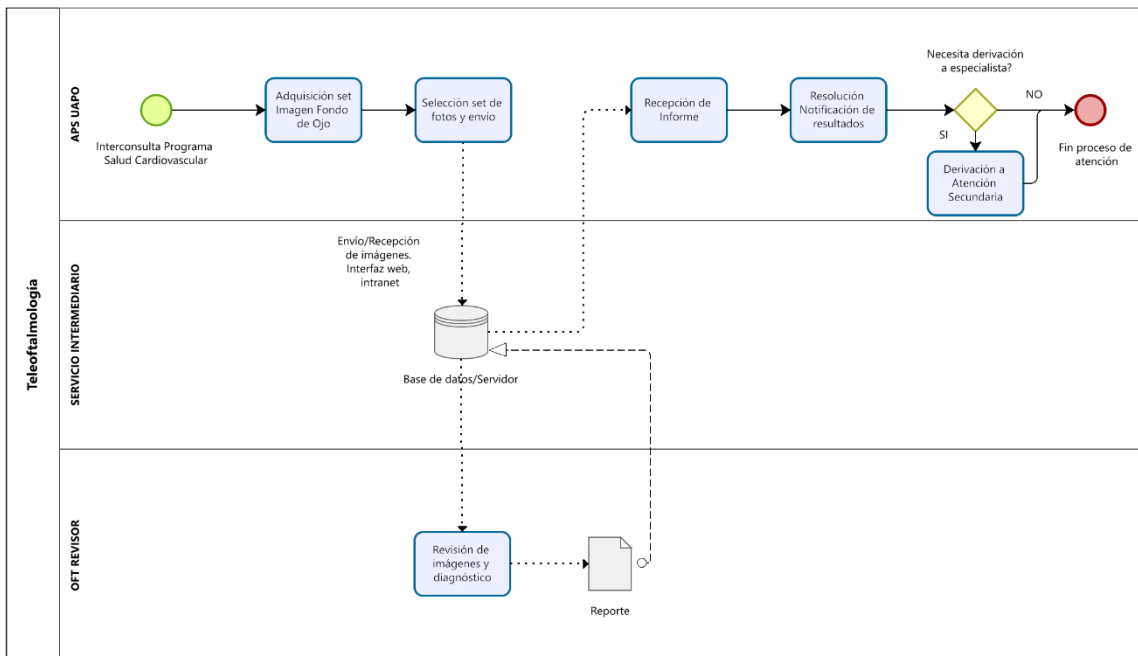 Teleoftalmología
APS UAPO
Interconsulta Programa
Salud Cardiovascular
Adquisición set
Imagen Fondo
de Ojo
Selección set de
fotos y envío
Recepción de
Informe
Resolución
Notificación de
resultados
Necesita derivación
a especialista?
NO
SI
Derivación a
Atención
Secundaria
Fin proceso de
atención
SERVICIO INTERMEDIARIO
Envío/Recepción
de imágenes.
Interfaz web,
intranet
Base de datos/Servidor
OFT REVISOR
Revisión de
imágenes y
diagnóstico
Reporte